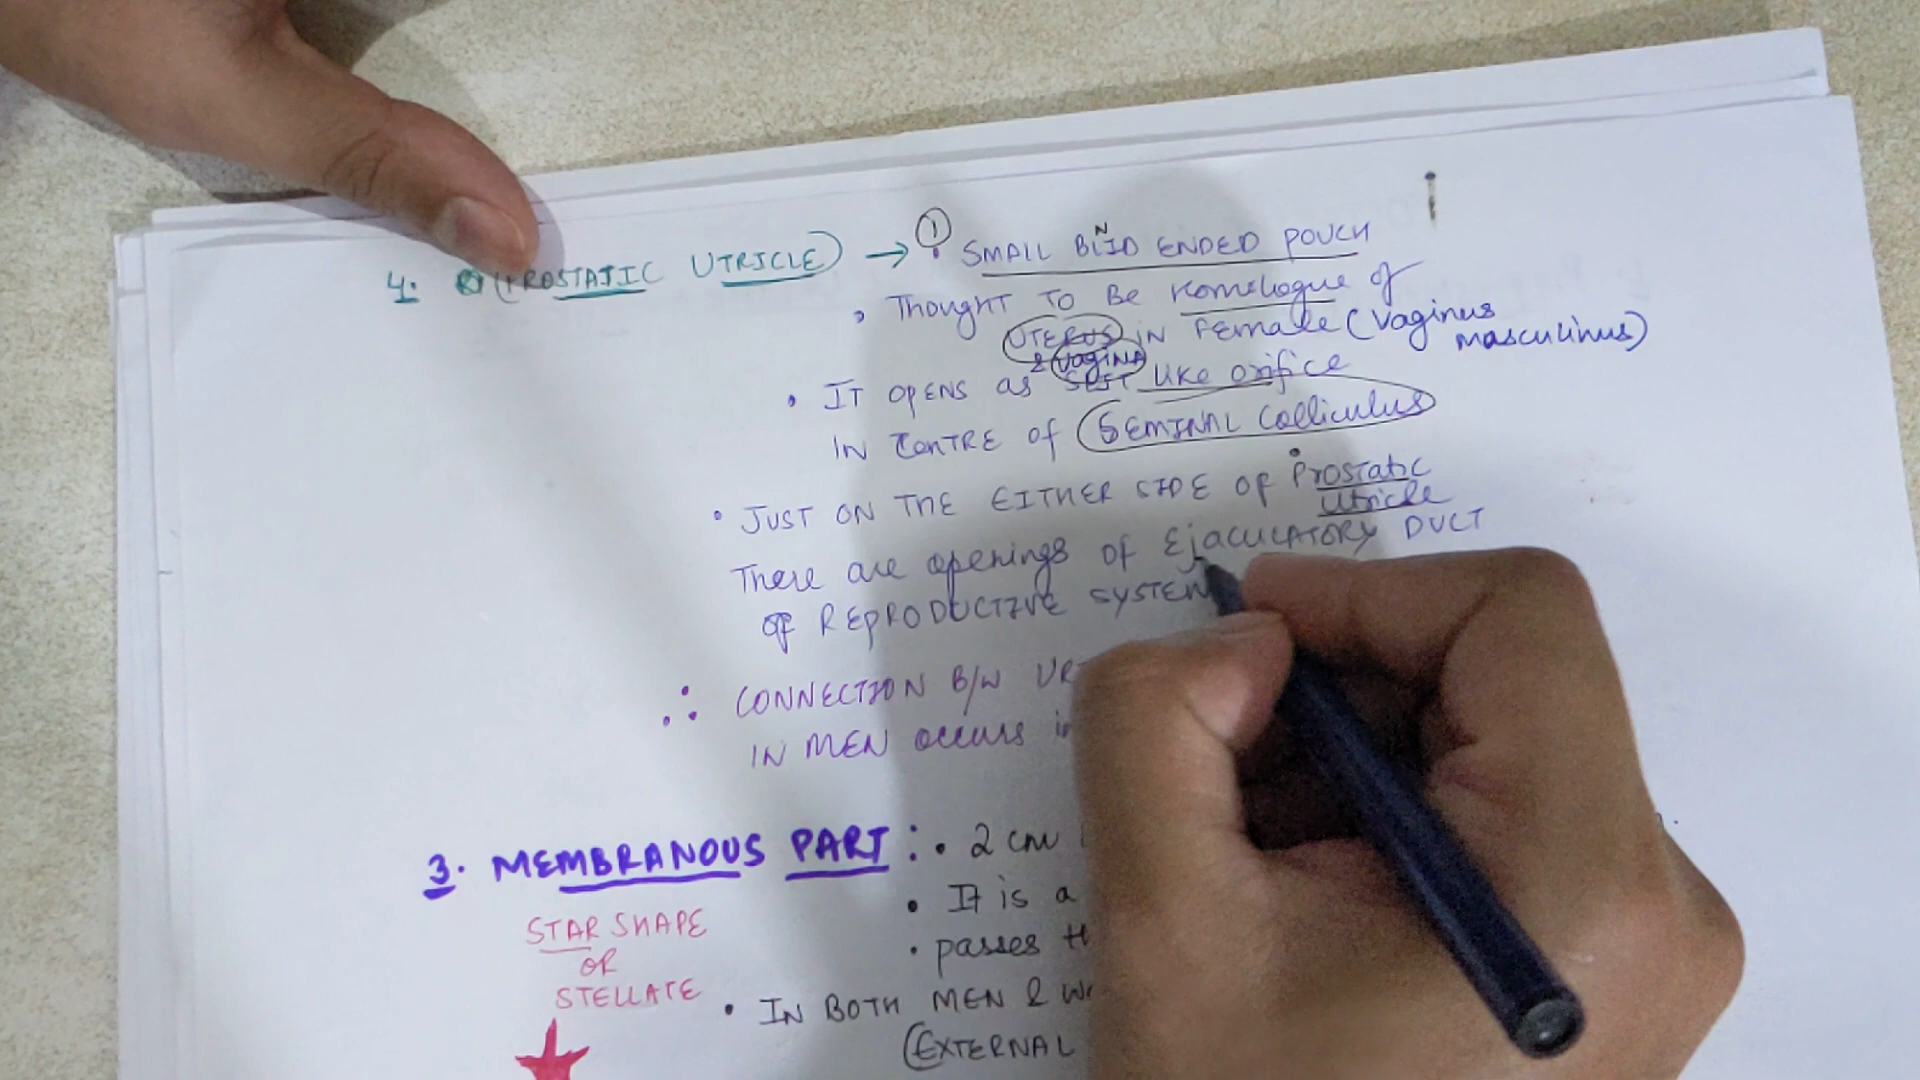 4. (PROSTATIC UTRICLE) → ① SMALL BLIND ENDED POUCH
Thought To Be Homologue of
UTERUS IN Female (Vaginus masculinus)
& Vagina
• IT OPENS as SLIT like orifice
IN CENTRE of SEMINAL Colliculus
• JUST ON THE EITHER SIDE OF Prostatic Utricle
There are openings of EjACULATORY DUCT
OF REPRODUCTIVE SYSTEM
∴ CONNECTION B/W
IN MEN occurs
3. MEMBRANOUS PART : • 2 cm
• It is a
• passes
STAR SHAPE
OR
STELLATE
• IN BOTH MEN &
(EXTERNAL